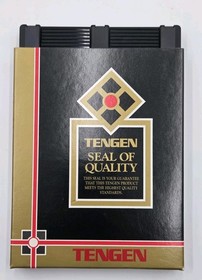 TENGEN
SEAL OF
QUALITY
THIS SEAL IS YOUR GUARANTEE
THAT THIS TENGEN PRODUCT
MEETS THE HIGHEST QUALITY
STANDARDS.
TENGEN